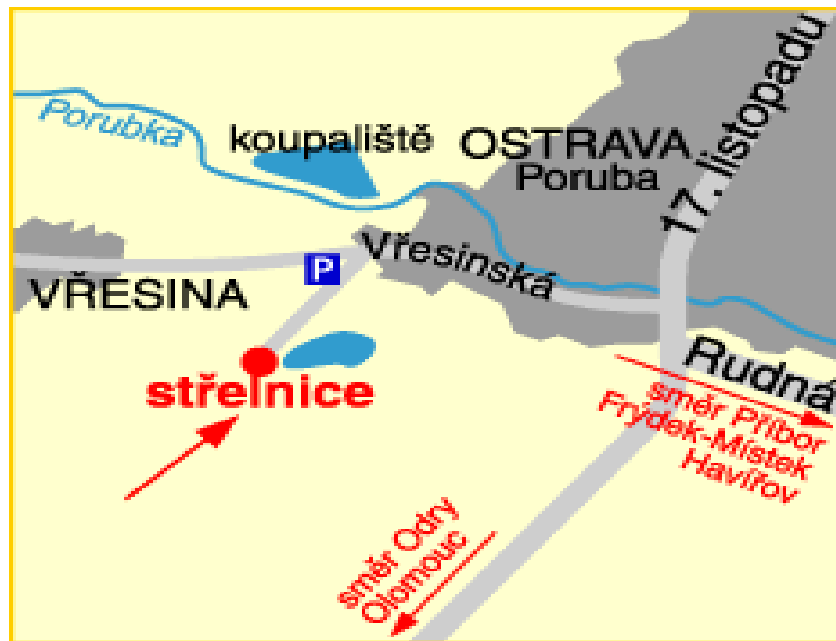 Porubka
koupaliště
OSTRAVA
Poruba
17. listopadu
Vřesinská
P
VŘESINA
střelnice
Rudná
směr Příbor
Frýdek-Místek
Havířov
směr Odry
Olomouc